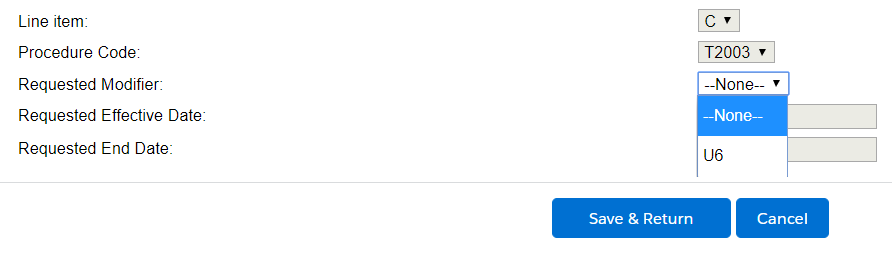 Line item: C
Procedure Code: T2003
Requested Modifier: --None--
Requested Effective Date: --None--
U6
Requested End Date:
Save & Return Cancel